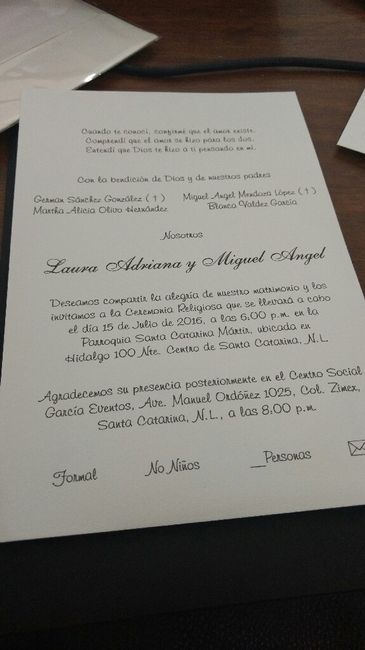 Cuando te conocí, confirmé que el amor existe.
Comprendí que el amor se hizo para los dos.
Entendí que Dios te hizo a ti pensando en mí.
Con la bendición de Dios y de nuestros padres
Germán Sánchez González ( † ) Miguel Angel Mendoza López ( † )
Martha Alicia Olivo Hernández Blanca Valdez García
Nosotros
Laura Adriana y Miguel Angel
Deseamos compartir la alegría de nuestro matrimonio y los
invitamos a la Ceremonia Religiosa que se llevará a cabo
el día 15 de Julio de 2016, a las 6.00 p.m. en la
Parroquia Santa Catarina Mártir, ubicada en
Hidalgo 100 Nte. Centro de Santa Catarina, N.L.
Agradecemos su presencia posteriormente en el Centro Social
García Eventos, Ave. Manuel Ordóñez 1025, Col. Zimex,
Santa Catarina, N.L., a las 8.00 p.m.
Formal No Niños __Personas